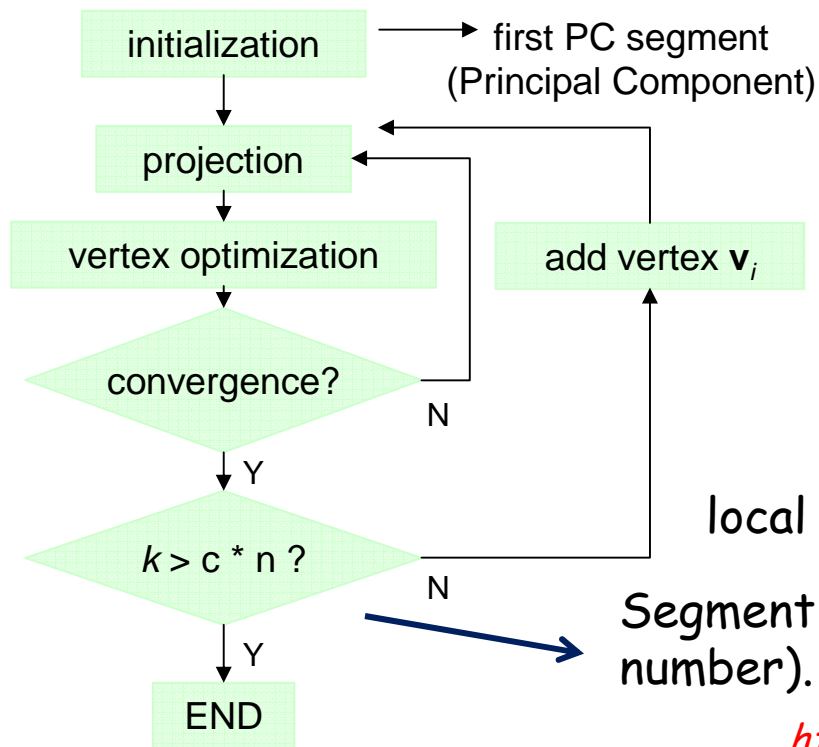 initialization
first PC segment
(Principal Component)
projection
vertex optimization
add vertex vᵢ
convergence?
N
Y
local
k > c * n ?
N
Segment
number).
Y
END